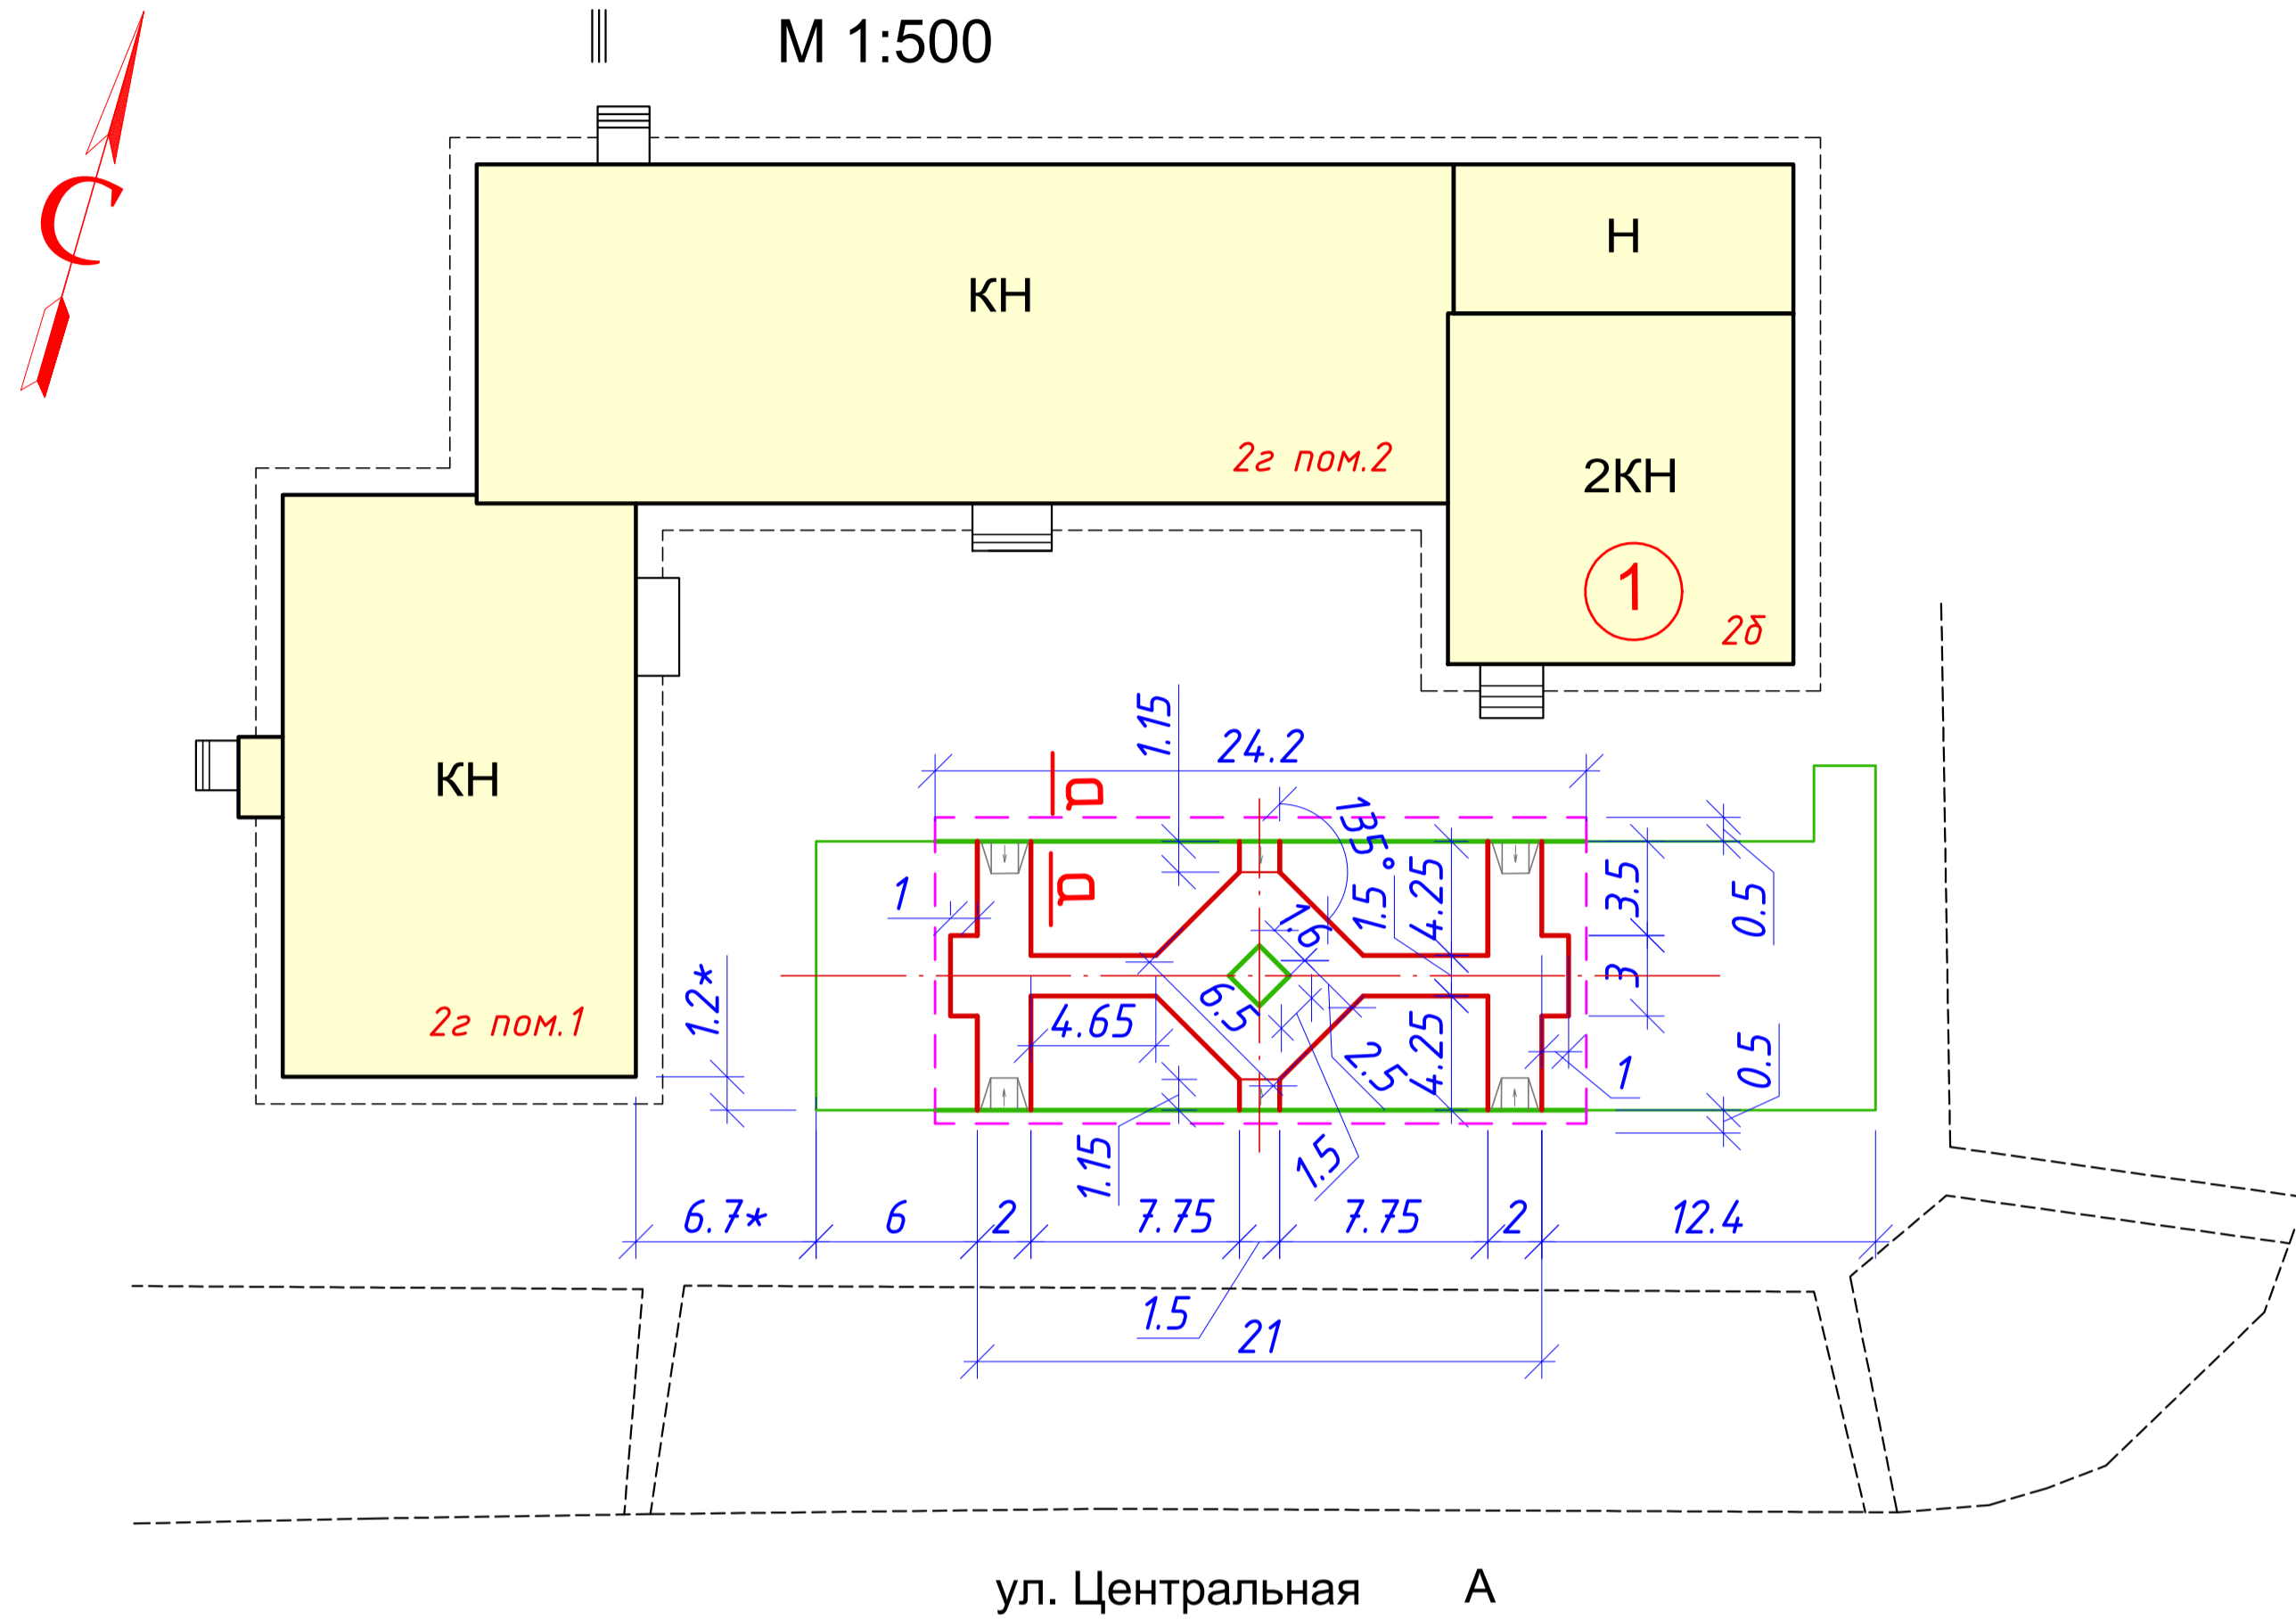 М 1:500
С
Н
КН
2г пом.2
2КН
1
2б
КН
2г пом.1
1.15
24.2
а
а
135°
1
1.5
4.25
3.5
0.5
1.6
1.2*
3
6.5
4.65
2.5
4.25
1
0.5
1.15
1.5
6.7*
6
2
7.75
7.75
2
12.4
1.5
21
ул. Центральная
А